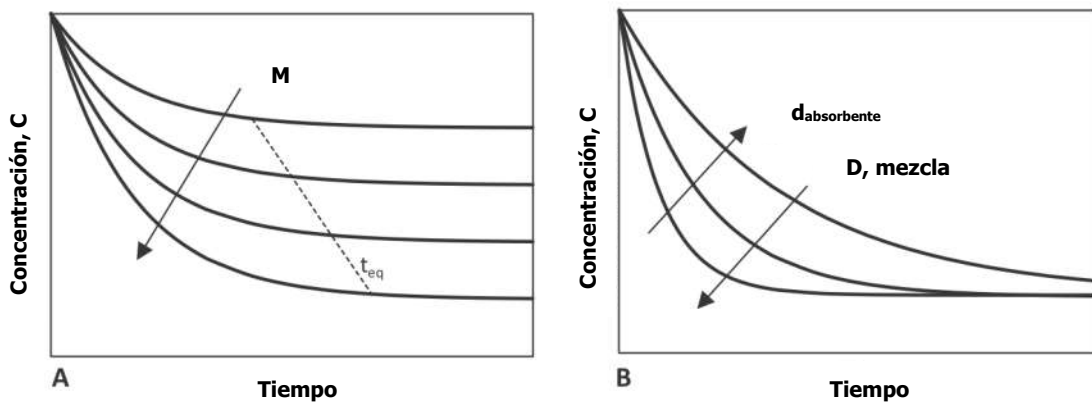 M
Concentración, C
t_eq
A
Tiempo
d_absorbente
D, mezcla
Concentración, C
B
Tiempo